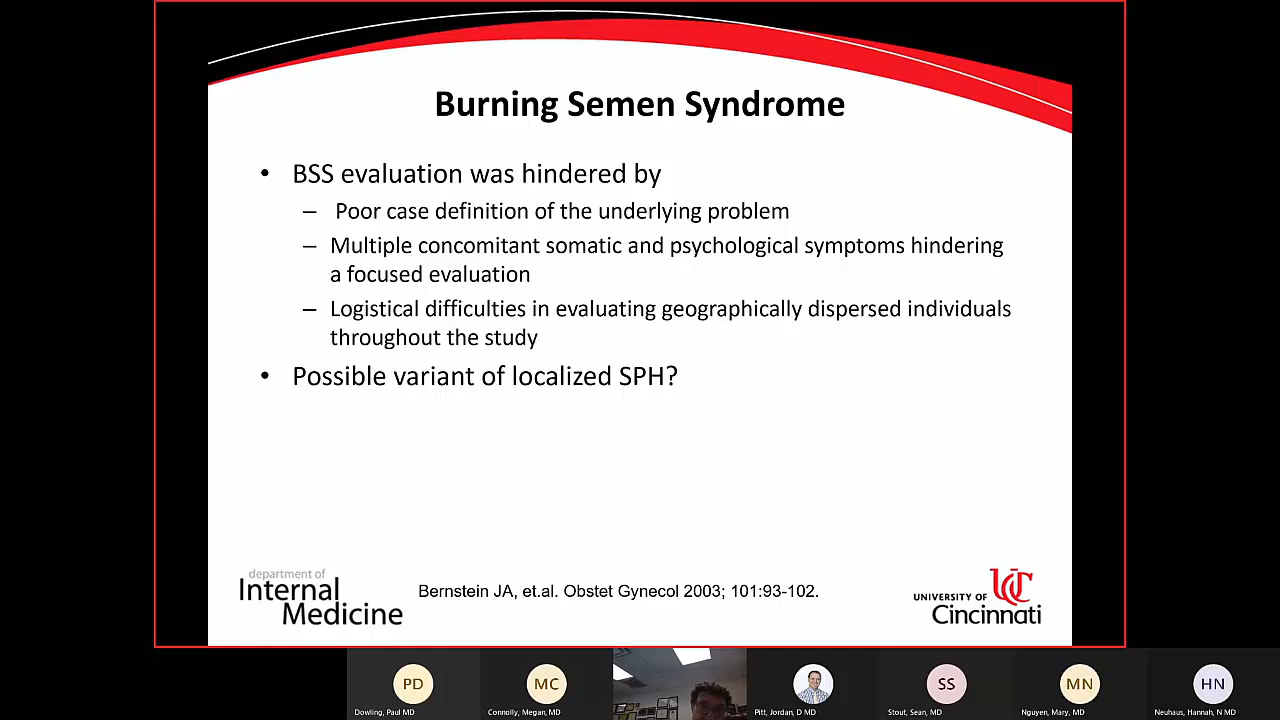 Burning Semen Syndrome
• BSS evaluation was hindered by
– Poor case definition of the underlying problem
– Multiple concomitant somatic and psychological symptoms hindering
a focused evaluation
– Logistical difficulties in evaluating geographically dispersed individuals
throughout the study
• Possible variant of localized SPH?
department of
Internal
Medicine
Bernstein JA, et.al. Obstet Gynecol 2003; 101:93-102.
UC
UNIVERSITY OF
Cincinnati
PD
MC
SS
MN
HN
Dowling, Paul MD
Connolly, Megan, MD
Pitt, Jordan, D MD
Stout, Sean, MD
Nguyen, Mary, MD
Neuhaus, Hannah, N MD